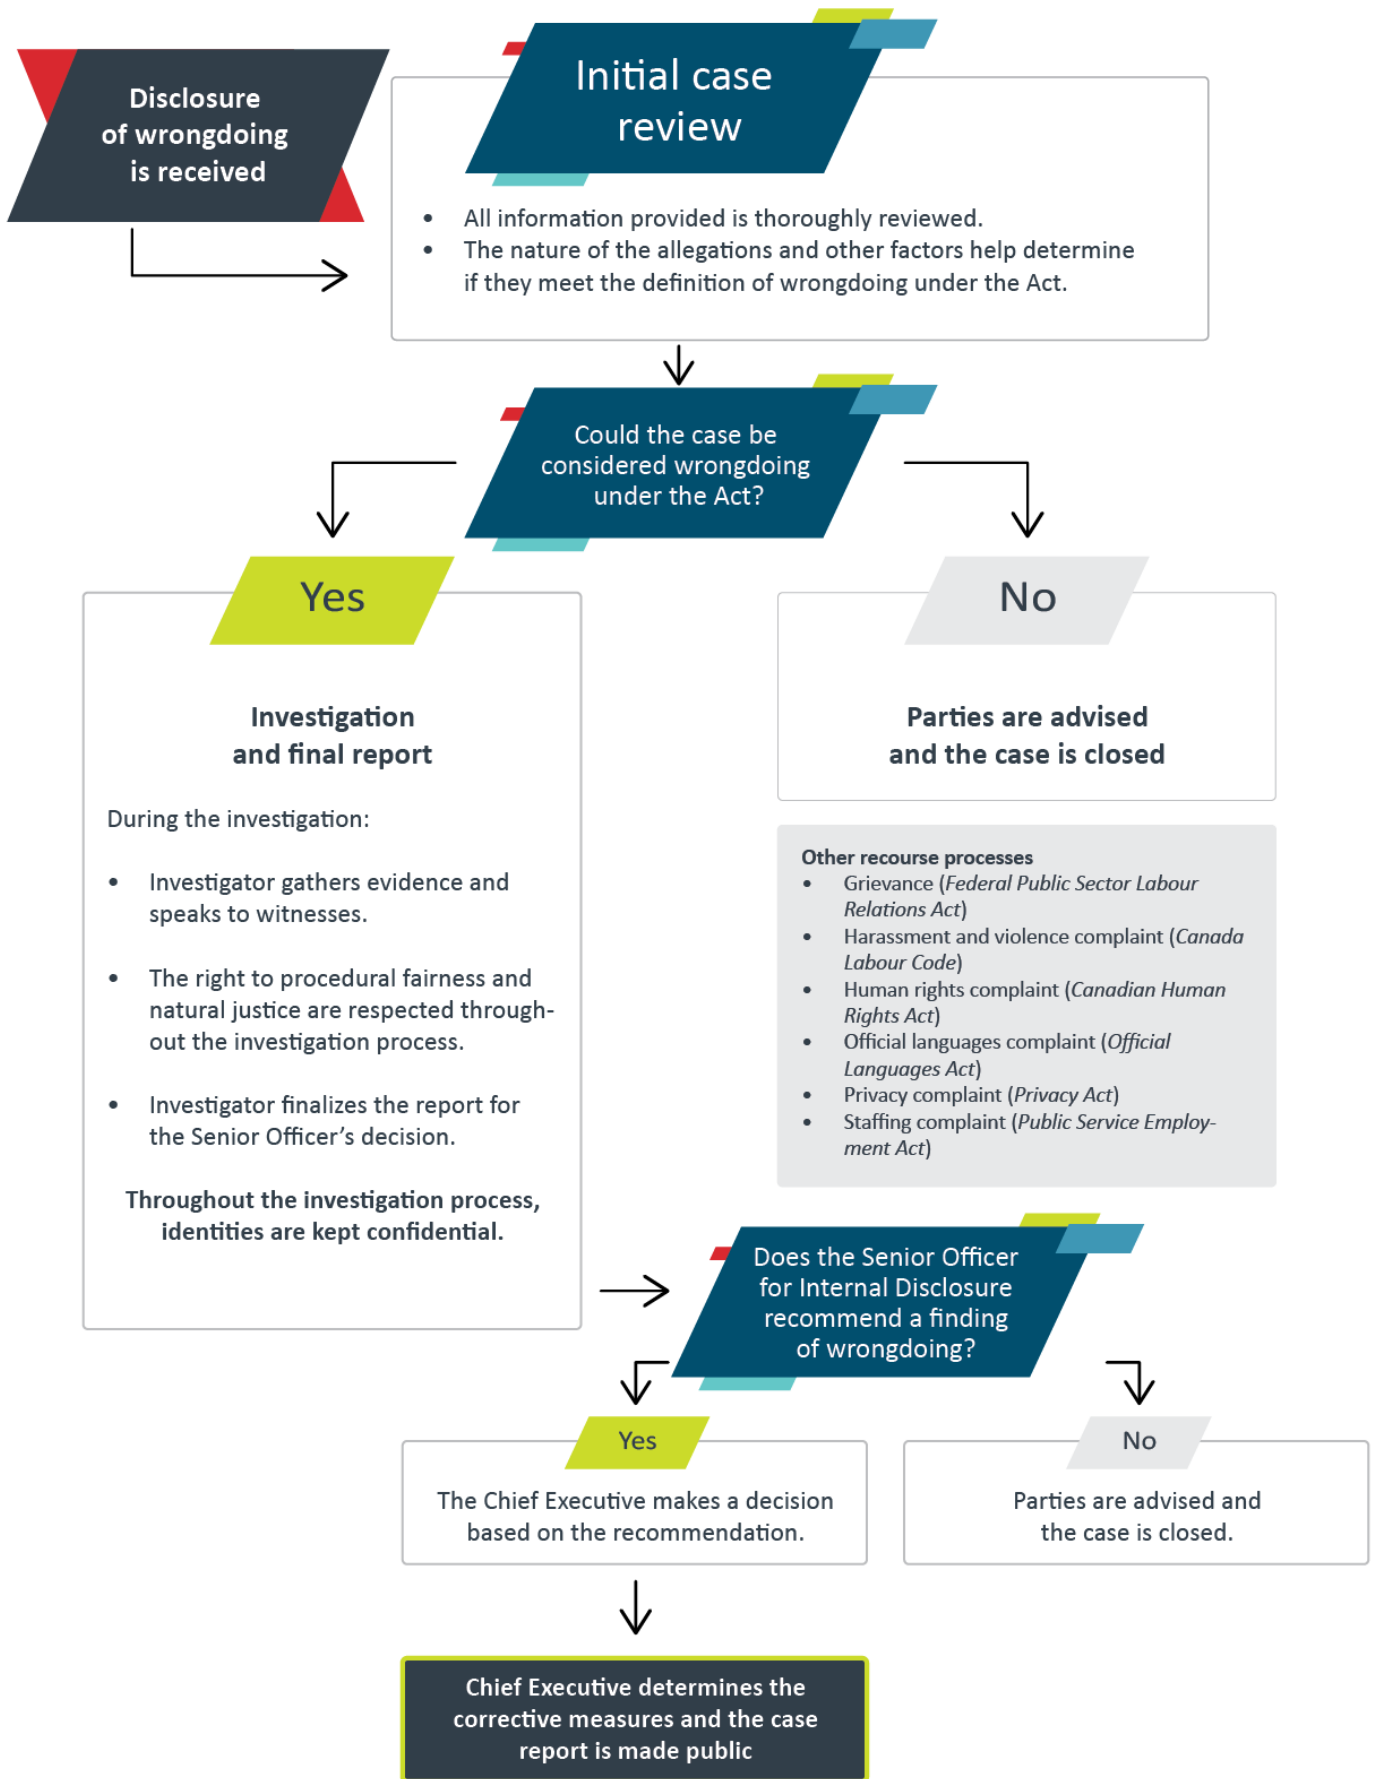 Disclosure
of wrongdoing
is received
Initial case
review
• All information provided is thoroughly reviewed.
• The nature of the allegations and other factors help determine
if they meet the definition of wrongdoing under the Act.
Could the case be
considered wrongdoing
under the Act?
Yes
Investigation
and final report
During the investigation:
• Investigator gathers evidence and
speaks to witnesses.
• The right to procedural fairness and
natural justice are respected through-
out the investigation process.
• Investigator finalizes the report for
the Senior Officer’s decision.
Throughout the investigation process,
identities are kept confidential.
No
Parties are advised
and the case is closed
Other recourse processes
• Grievance (Federal Public Sector Labour
Relations Act)
• Harassment and violence complaint (Canada
Labour Code)
• Human rights complaint (Canadian Human
Rights Act)
• Official languages complaint (Official
Languages Act)
• Privacy complaint (Privacy Act)
• Staffing complaint (Public Service Employ-
ment Act)
Does the Senior Officer
for Internal Disclosure
recommend a finding
of wrongdoing?
Yes
The Chief Executive makes a decision
based on the recommendation.
No
Parties are advised and
the case is closed.
Chief Executive determines the
corrective measures and the case
report is made public